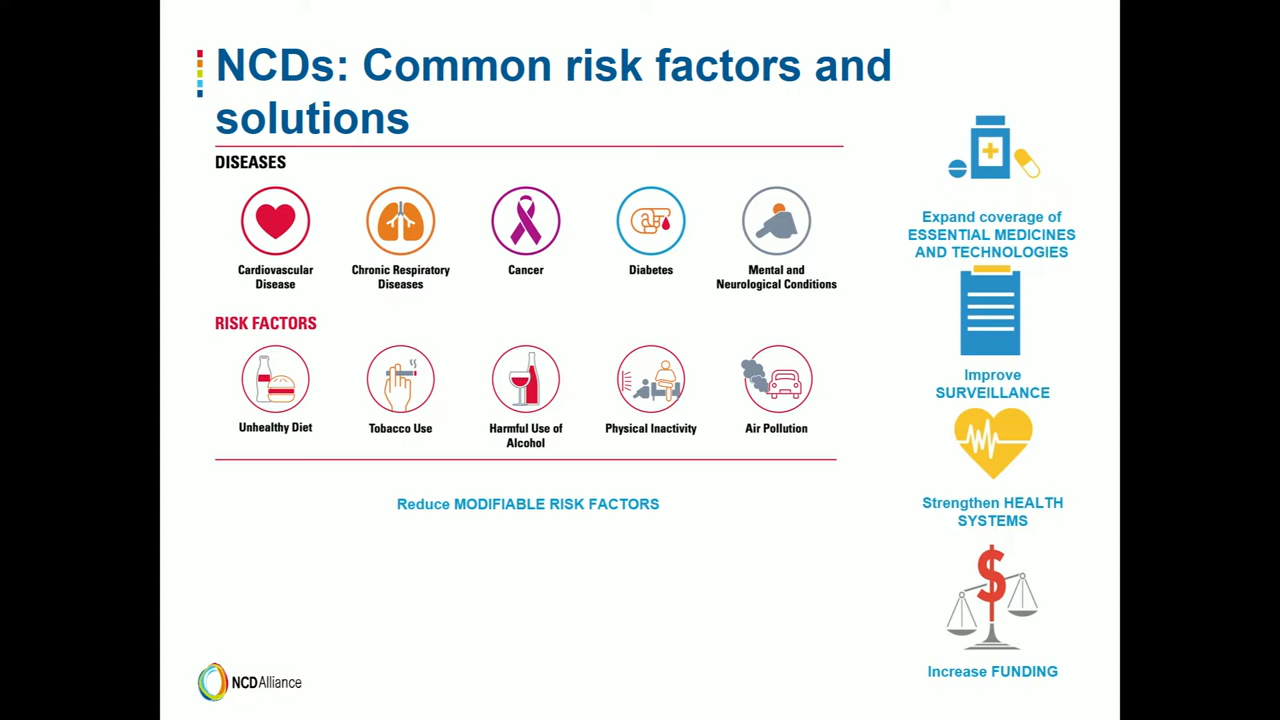 NCDs: Common risk factors and
solutions
DISEASES
Cardiovascular
Disease
Chronic Respiratory
Diseases
Cancer
Diabetes
Mental and
Neurological Conditions
RISK FACTORS
Unhealthy Diet
Tobacco Use
Harmful Use of
Alcohol
Physical Inactivity
Air Pollution
Reduce MODIFIABLE RISK FACTORS
Expand coverage of
ESSENTIAL MEDICINES
AND TECHNOLOGIES
Improve
SURVEILLANCE
Strengthen HEALTH
SYSTEMS
$
Increase FUNDING
NCDAlliance